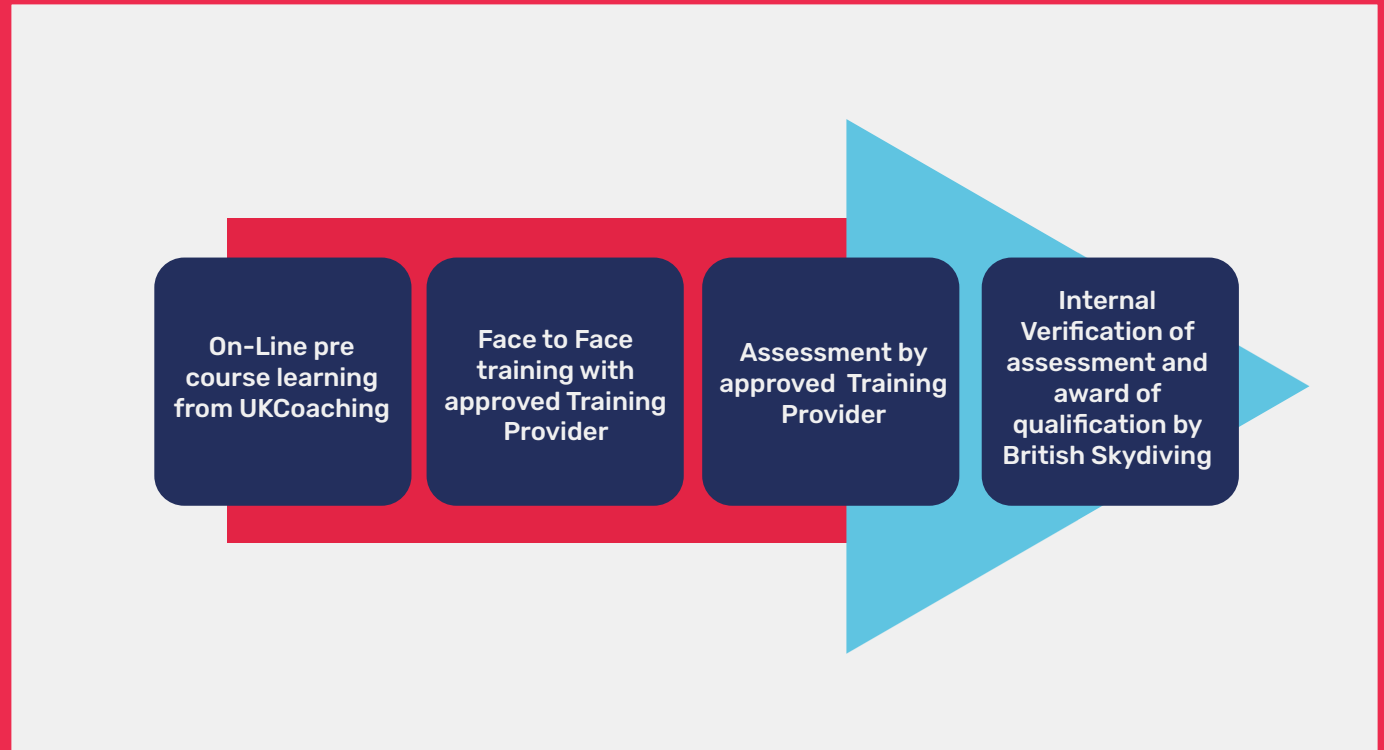 On-Line pre
course learning
from UKCoaching
Face to Face
training with
approved Training
Provider
Assessment by
approved  Training
Provider
Internal
Verification of
assessment and
award of
qualification by
British Skydiving